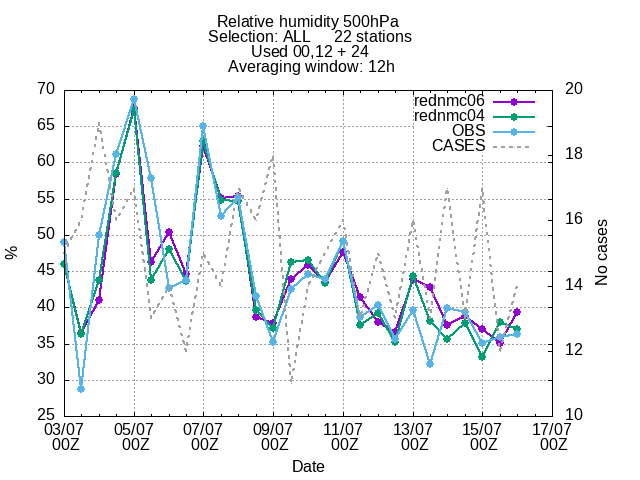 Relative humidity 500hPa
Selection: ALL 22 stations
Used 00,12 + 24
Averaging window: 12h
70 20
rednmc06
rednmc04
OBS
CASES
65
60 18
55
50 16
45
40 14
35 12
30
25 10
%
No cases
03/07 05/07 07/07 09/07 11/07 13/07 15/07 17/07
00Z 00Z 00Z 00Z 00Z 00Z 00Z 00Z
Date